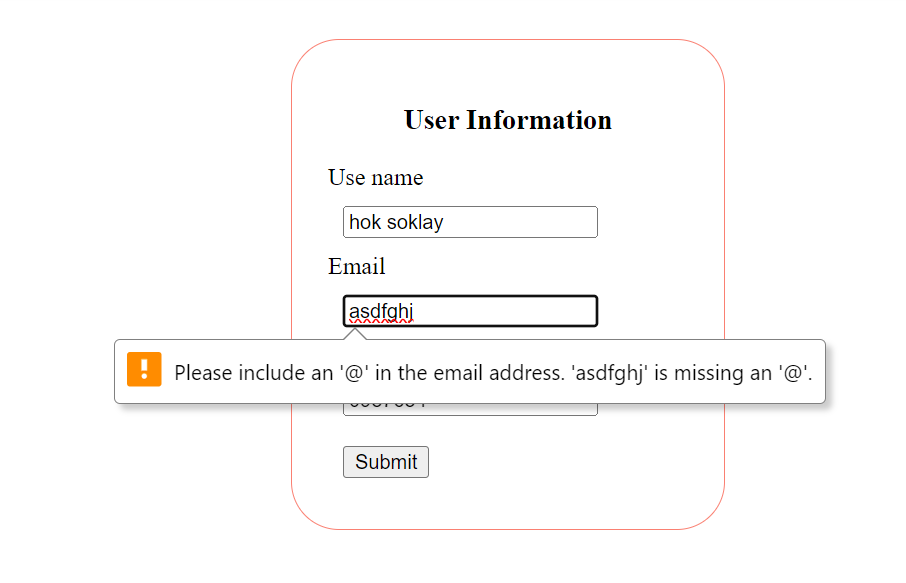 User Information
Use name
hok soklay
Email
asdfghj
Please include an '@' in the email address. 'asdfghj' is missing an '@'.
Submit